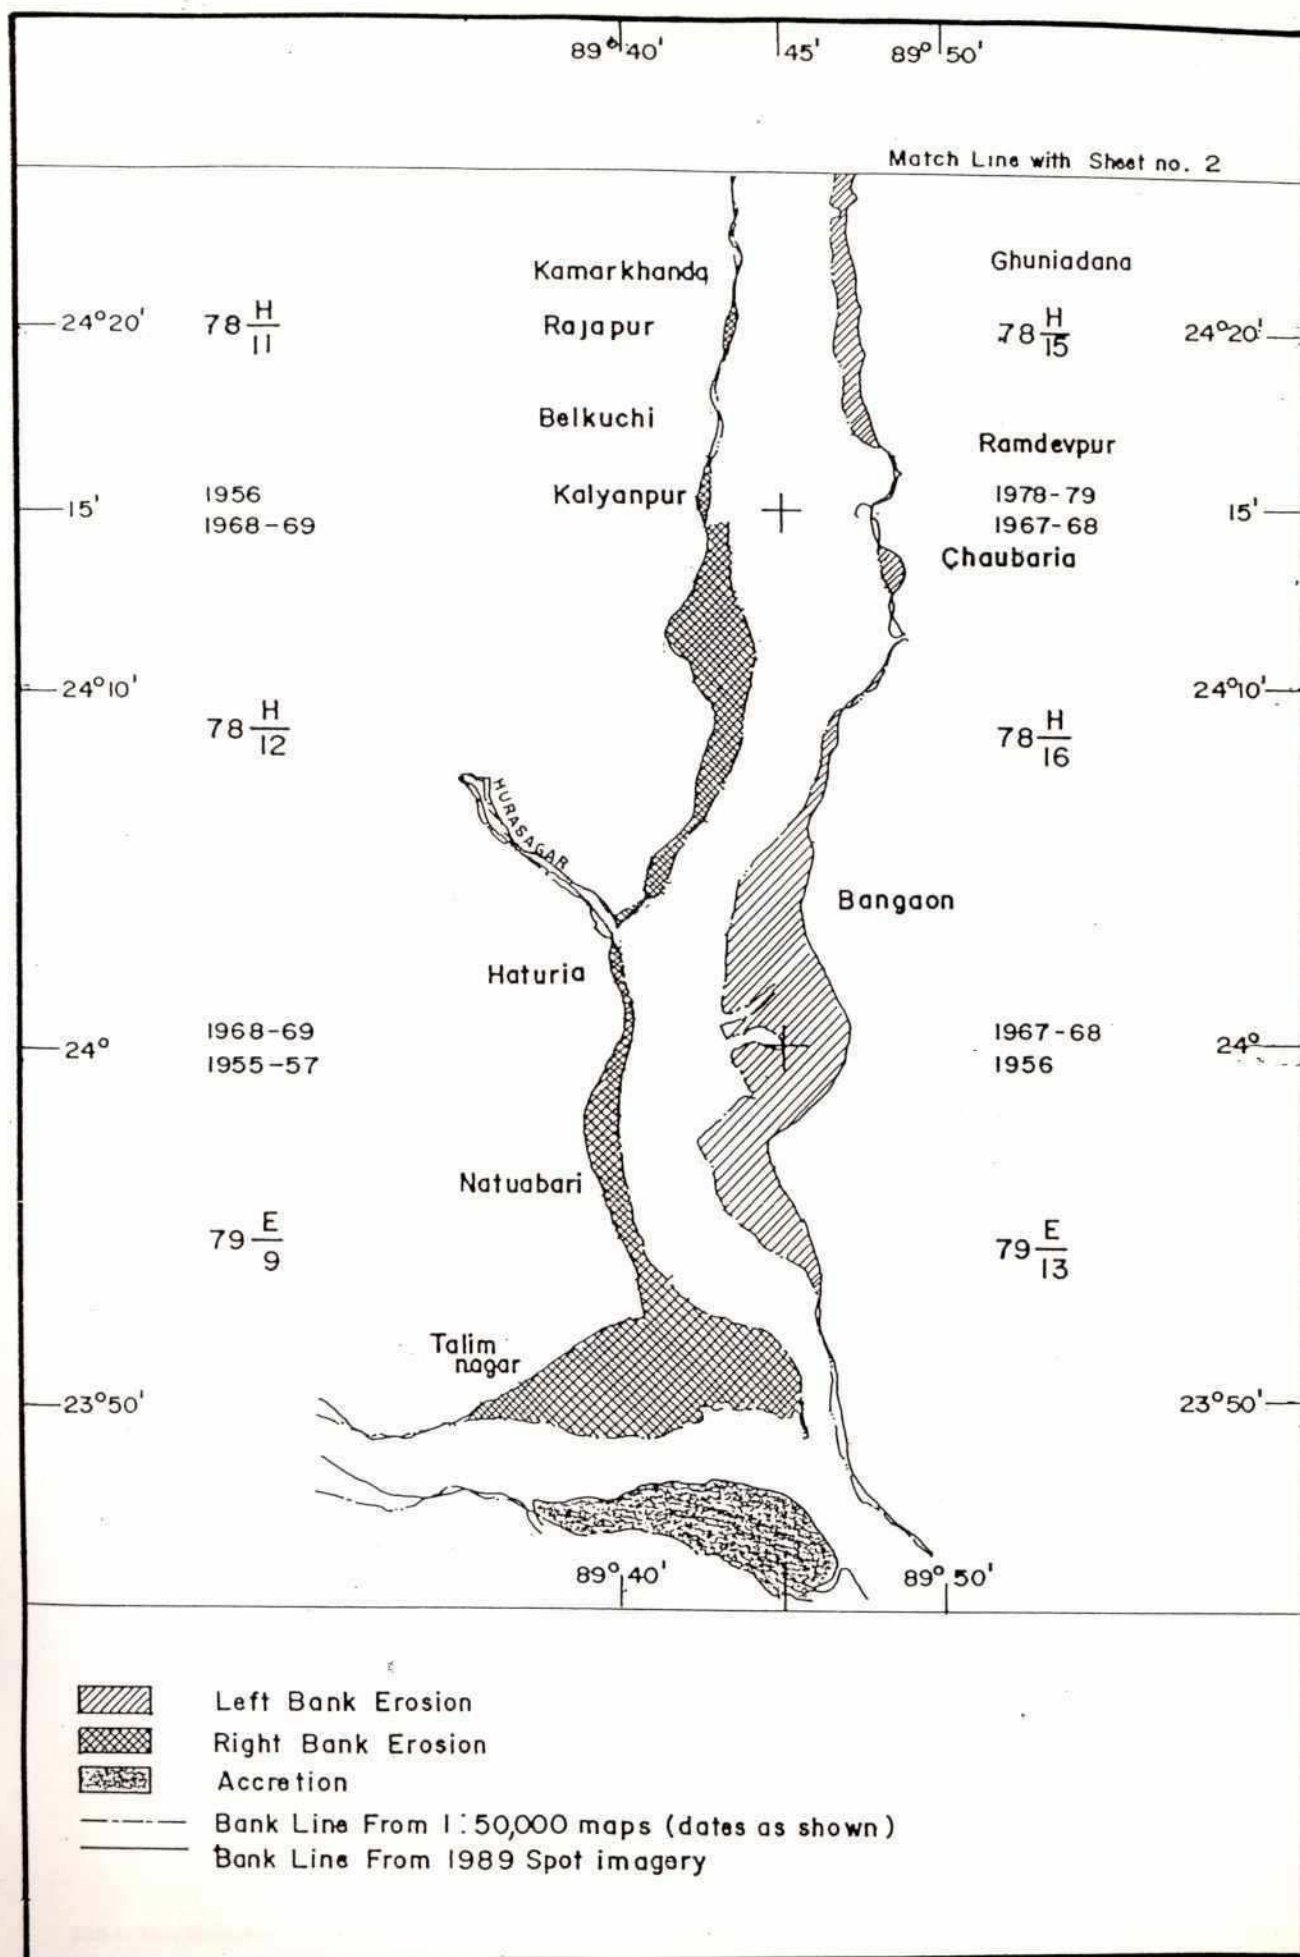 89°40' 45' 89°50'
Match Line with Sheet no. 2
Kamarkhanda
Ghuniadana
24°20' 78 H/11 Rajapur 78 H/15 24°20'
Belkuchi
Ramdevpur
15' 1956 Kalyanpur 1978-79 15'
1968-69 1967-68
Chaubaria
24°10' 24°10'
78 H/12 78 H/16
HURASAGAR
Bangaon
Haturia
1968-69 1967-68
24° 24°
1955-57 1956
Natuabari
79 E/9 79 E/13
Talim
nagar
23°50' 23°50'
89°40' 89°50'
Left Bank Erosion
Right Bank Erosion
Accretion
Bank Line From 1:50,000 maps (dates as shown)
Bank Line From 1989 Spot imagery